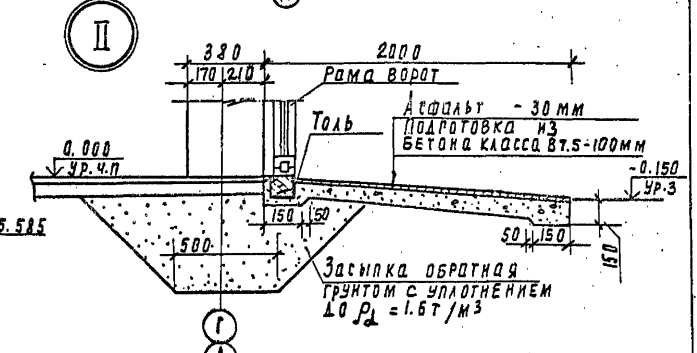 II
380
2000
170
210
Рама ворот
Толь
Асфальт - 30 мм
Подготовка из
бетона класса В7.5-100мм
0.000
Ур.ч.п
-0.150
Ур.з
5.585
150
50
500
50
150
150
Засыпка обратная
грунтом с уплотнением
до ρd = 1.6т/м³
Г